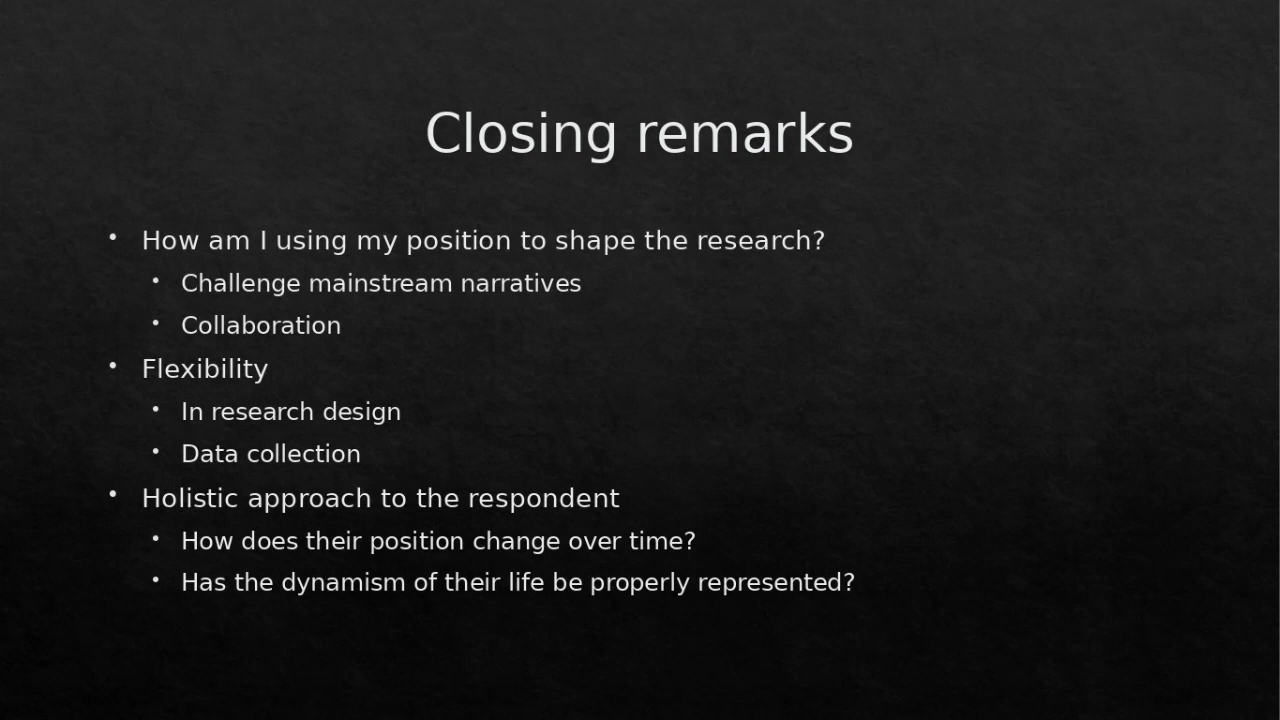 Closing remarks
• How am I using my position to shape the research?
• Challenge mainstream narratives
• Collaboration
• Flexibility
• In research design
• Data collection
• Holistic approach to the respondent
• How does their position change over time?
• Has the dynamism of their life be properly represented?